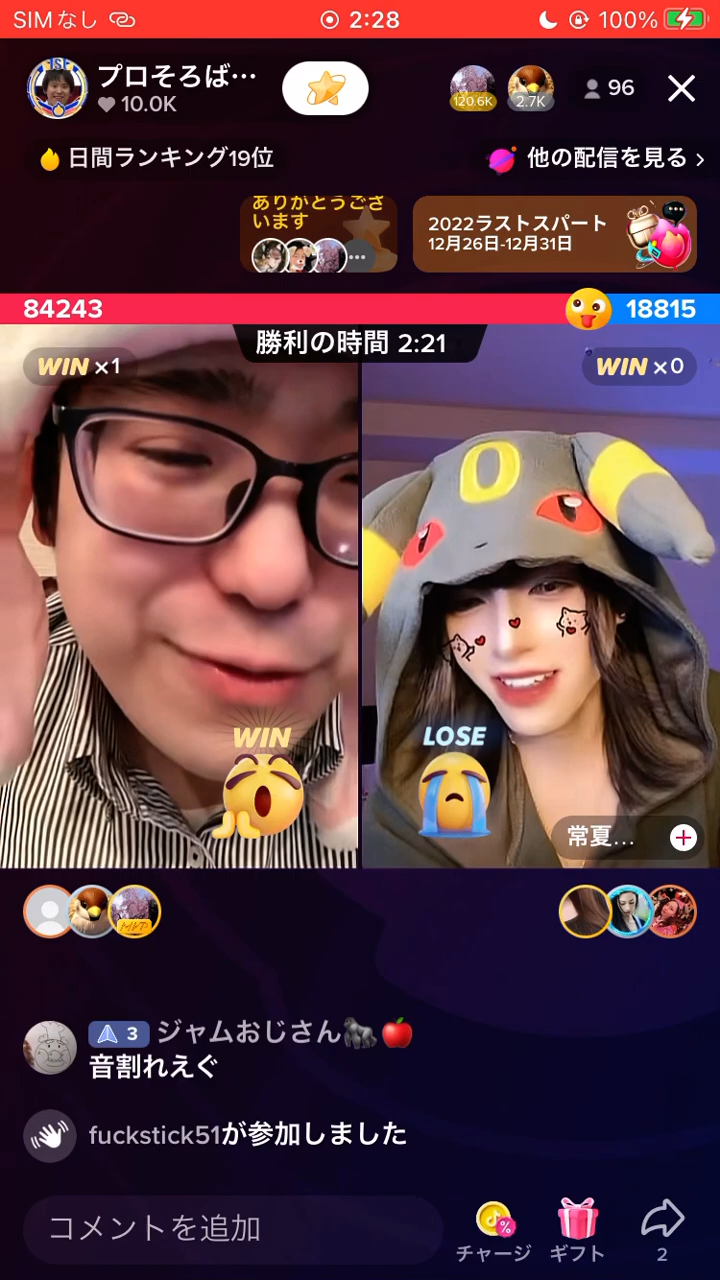 SIMなし
2:28
100%
プロそろば…
10.0K
120.6K
2.7K
96
日間ランキング19位
他の配信を見る
ありがとうござ
います
2022ラストスパート
12月26日-12月31日
84243
18815
勝利の時間 2:21
WIN ×1
WIN ×0
WIN
LOSE
常夏…
3 ジャムおじさん🦍🍎
音割れえぐ
fuckstick51が参加しました
コメントを追加
チャージ
ギフト
2